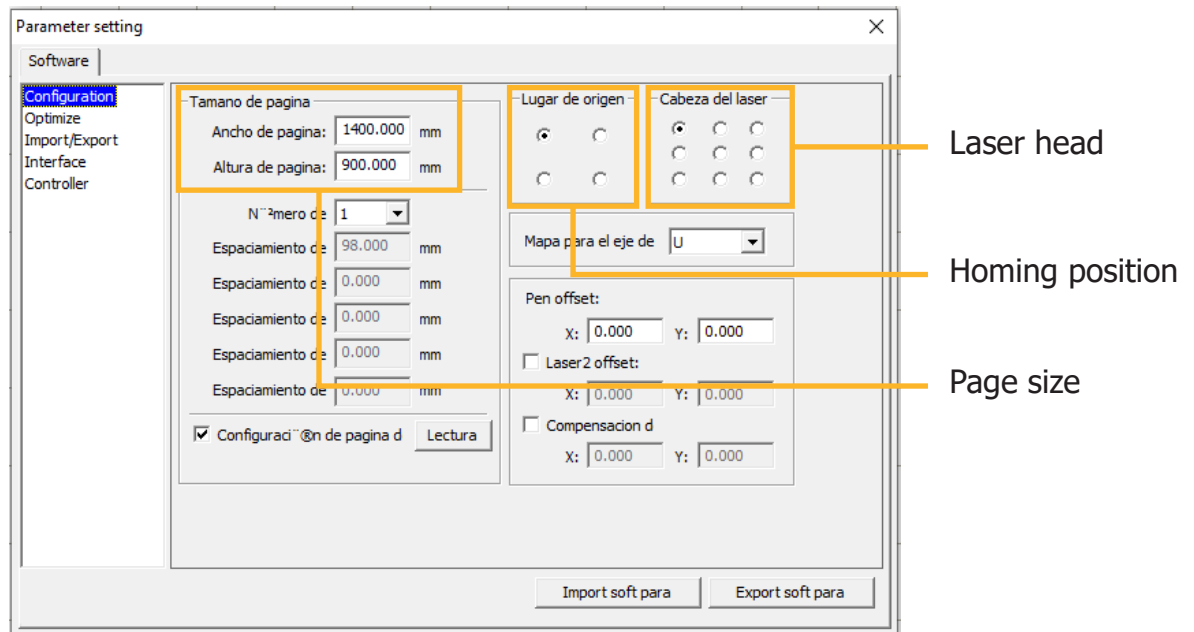 Parameter setting
Software
Configuration
Optimize
Import/Export
Interface
Controller
Tamano de pagina
Ancho de pagina: 1400.000 mm
Altura de pagina: 900.000 mm
N¨²mero de 1
Espaciamiento de 98.000 mm
Espaciamiento de 0.000 mm
Espaciamiento de 0.000 mm
Espaciamiento de 0.000 mm
Espaciamiento de 0.000 mm
Configuraci¨®n de pagina d Lectura
Lugar de origen
Cabeza del laser
Mapa para el eje de U
Pen offset:
X: 0.000 Y: 0.000
Laser2 offset:
X: 0.000 Y: 0.000
Compensacion d
X: 0.000 Y: 0.000
Import soft para
Export soft para
Laser head
Homing position
Page size